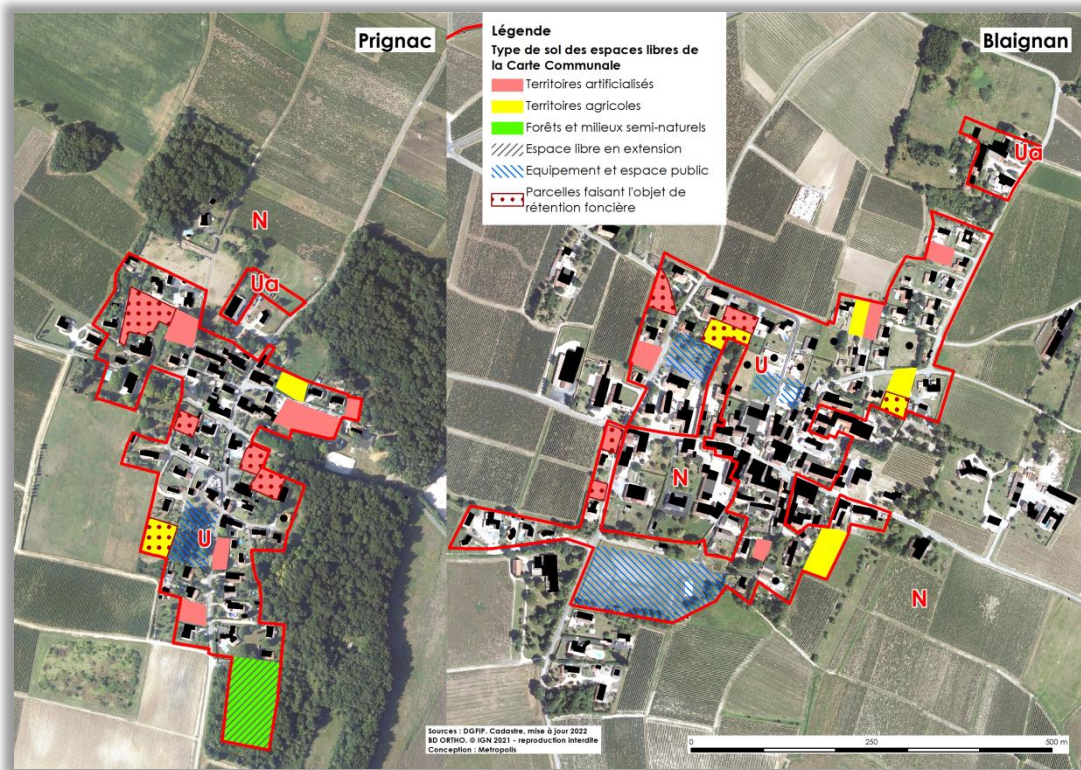 Prignac
Légende
Type de sol des espaces libres de
la Carte Communale
Territoires artificialisés
Territoires agricoles
Forêts et milieux semi-naturels
Espace libre en extension
Equipement et espace public
Parcelles faisant l'objet de
rétention foncière
Blaignan
Ua
N
Ua
U
N
U
N
Sources : DGFIP. Cadastre, mise à jour 2022
BD ORTHO. © IGN 2021 - reproduction interdite
Conception : Metropolis
0
250
500 m